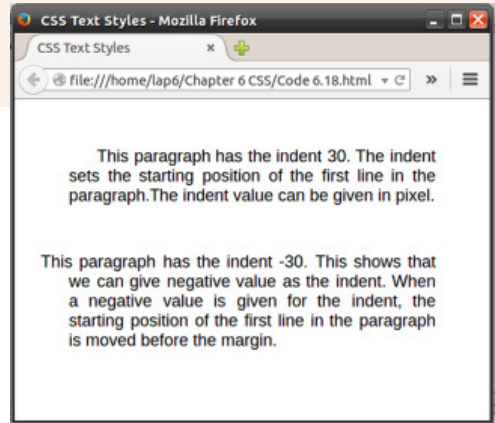 CSS Text Styles - Mozilla Firefox
CSS Text Styles
file:///home/lap6/Chapter 6 CSS/Code 6.18.html
This paragraph has the indent 30. The indent
sets the starting position of the first line in the
paragraph.The indent value can be given in pixel.
This paragraph has the indent -30. This shows that
we can give negative value as the indent. When
a negative value is given for the indent, the
starting position of the first line in the paragraph
is moved before the margin.